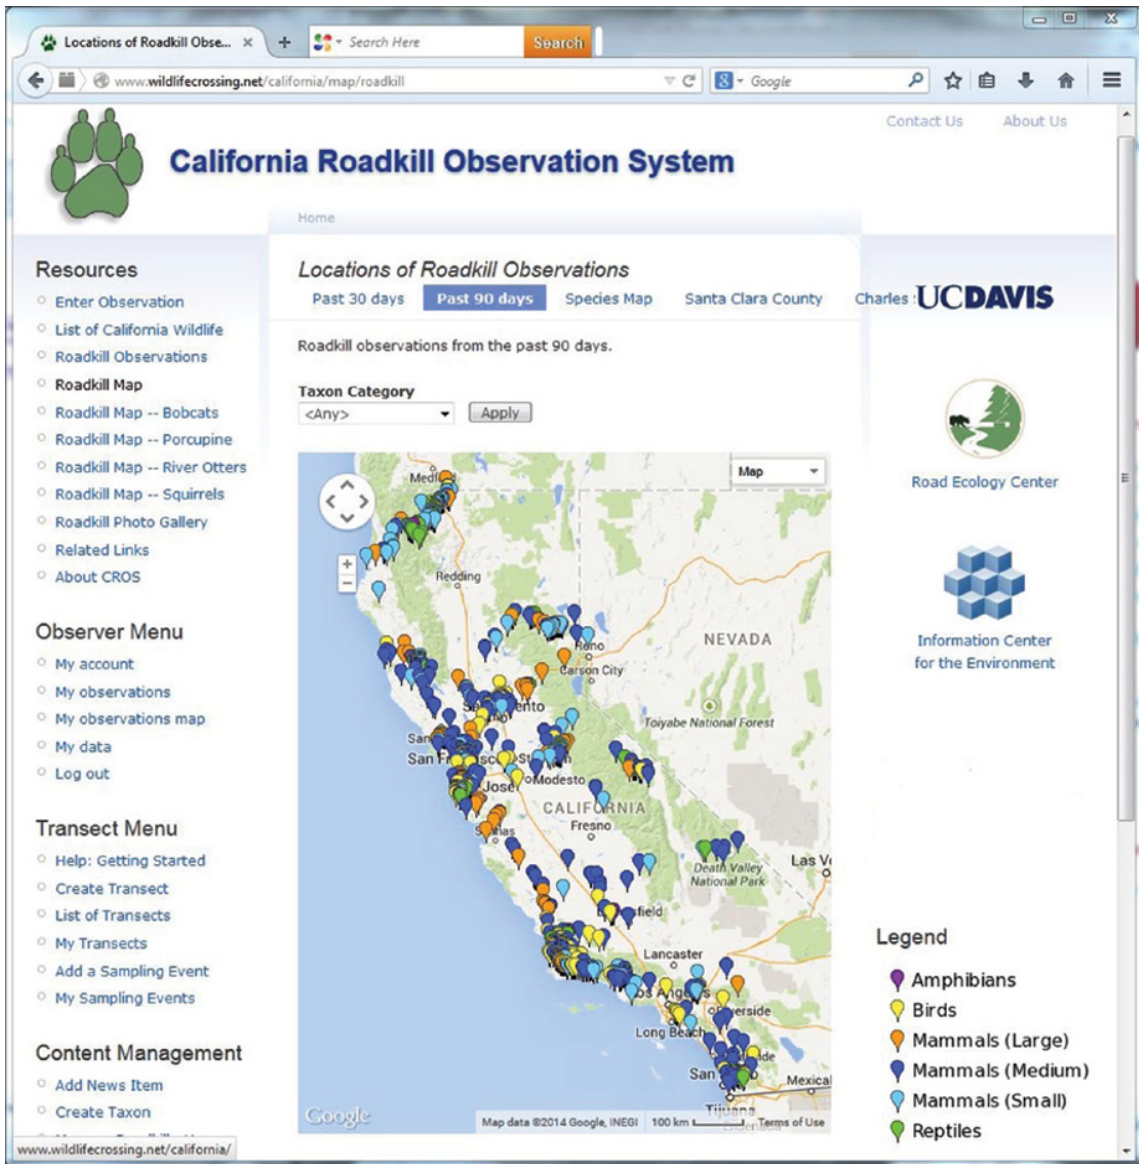 Locations of Roadkill Obse...
Search Here
Search
www.wildlifecrossing.net/california/map/roadkill
Google
Contact Us
About Us
California Roadkill Observation System
Home
Resources
Enter Observation
List of California Wildlife
Roadkill Observations
Roadkill Map
Roadkill Map -- Bobcats
Roadkill Map -- Porcupine
Roadkill Map -- River Otters
Roadkill Map -- Squirrels
Roadkill Photo Gallery
Related Links
About CROS
Observer Menu
My account
My observations
My observations map
My data
Log out
Transect Menu
Help: Getting Started
Create Transect
List of Transects
My Transects
Add a Sampling Event
My Sampling Events
Content Management
Add News Item
Create Taxon
www.wildlifecrossing.net/california/
Locations of Roadkill Observations
Past 30 days
Past 90 days
Species Map
Santa Clara County
Charles
Roadkill observations from the past 90 days.
Taxon Category
<Any>
Apply
Map
Redding
Reno
NEVADA
Carson City
Toiyabe National Forest
San Francisco
Modesto
CALIFORNIA
Fresno
Death Valley
National Park
Las V
Lancaster
Long Beach
Mexical
Tijuana
Google
Map data ©2014 Google, INEGI
100 km
Terms of Use
UCDAVIS
Road Ecology Center
Information Center
for the Environment
Legend
Amphibians
Birds
Mammals (Large)
Mammals (Medium)
Mammals (Small)
Reptiles